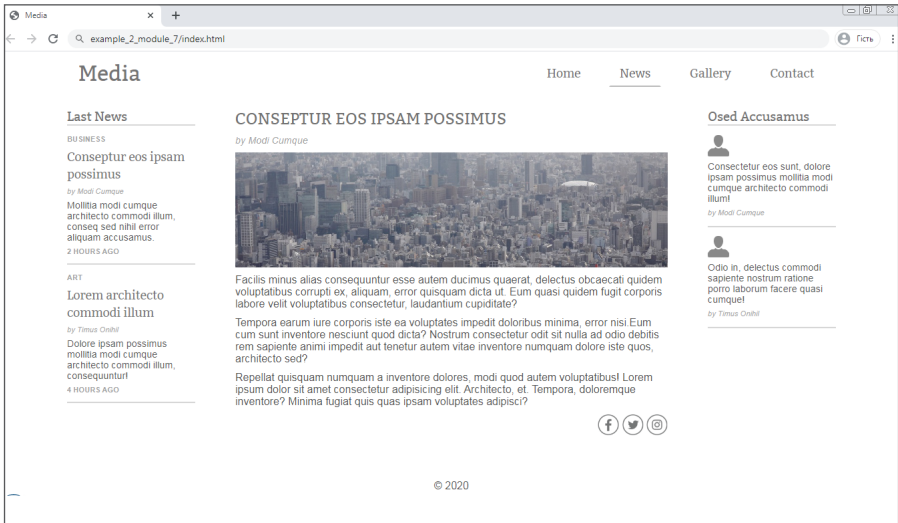 Media
example_2_module_7/index.html
Гість
Media
Home News Gallery Contact
Last News
BUSINESS
Conseptur eos ipsam
possimus
by Modi Cumque
Mollitia modi cumque
architecto commodi illum,
conseq sed nihil error
aliquam accusamus.
2 HOURS AGO
ART
Lorem architecto
commodi illum
by Timus Onihil
Dolore ipsam possimus
mollitia modi cumque
architecto commodi illum,
consequuntur!
4 HOURS AGO
CONSEPTUR EOS IPSAM POSSIMUS
by Modi Cumque
Facilis minus alias consequuntur esse autem ducimus quaerat, delectus obcaecati quidem
voluptatibus corrupti ex, aliquam, error quisquam dicta ut. Eum quasi quidem fugit corporis
labore velit voluptatibus consectetur, laudantium cupiditate?
Tempora earum iure corporis iste ea voluptates impedit doloribus minima, error nisi.Eum
cum sunt inventore nesciunt quod dicta? Nostrum consectetur odit sit nulla ad odio debitis
rem sapiente animi impedit aut tenetur autem vitae inventore numquam dolore iste quos,
architecto sed?
Repellat quisquam numquam a inventore dolores, modi quod autem voluptatibus! Lorem
ipsum dolor sit amet consectetur adipisicing elit. Architecto, et. Tempora, doloremque
inventore? Minima fugiat quis quas ipsam voluptates adipisci?
Osed Accusamus
Consectetur eos sunt, dolore
ipsam possimus mollitia modi
cumque architecto commodi
illum!
by Modi Cumque
Odio in, delectus commodi
sapiente nostrum ratione
porro laborum facere quasi
cumque!
by Timus Onihil
© 2020